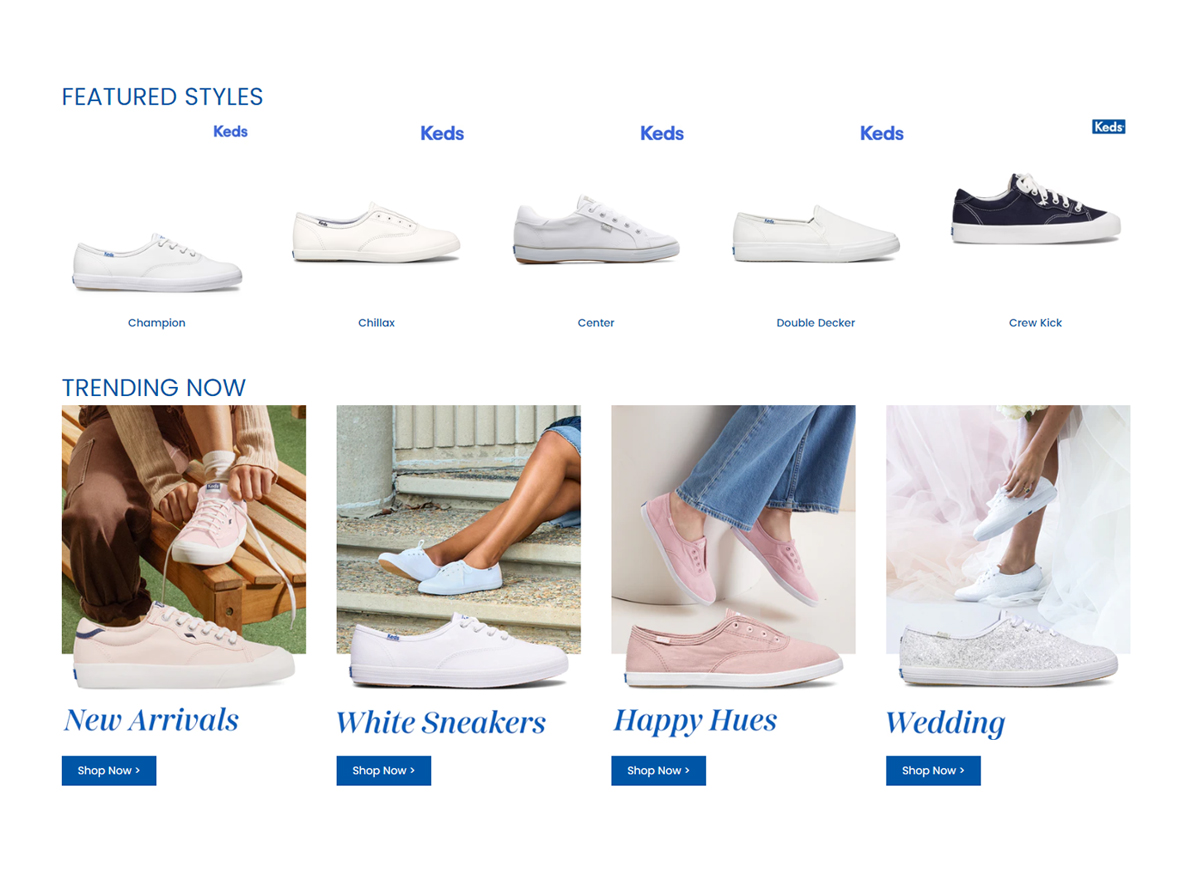 FEATURED STYLES
Keds
Keds
Keds
Keds
Keds
Champion
Chillax
Center
Double Decker
Crew Kick
TRENDING NOW
New Arrivals
White Sneakers
Happy Hues
Wedding
Shop Now >
Shop Now >
Shop Now >
Shop Now >